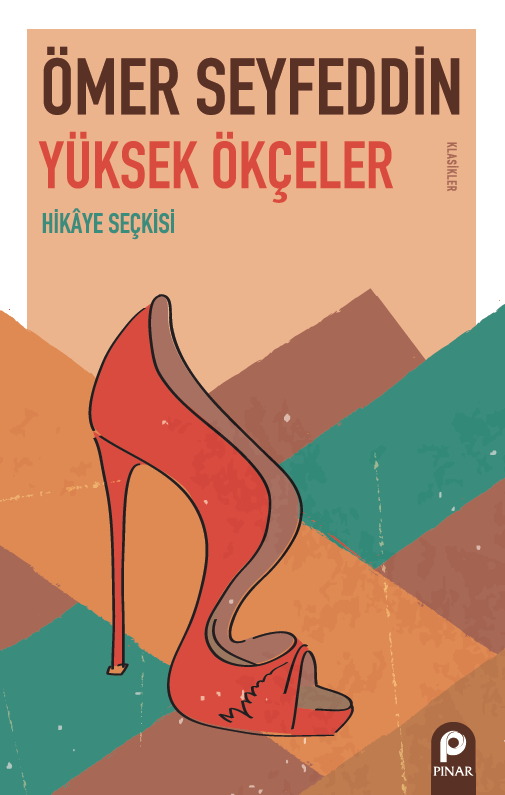 ÖMER SEYFEDDİN
YÜKSEK ÖKÇELER
KLASİKLER
HİKÂYE SEÇKİSİ
PINAR